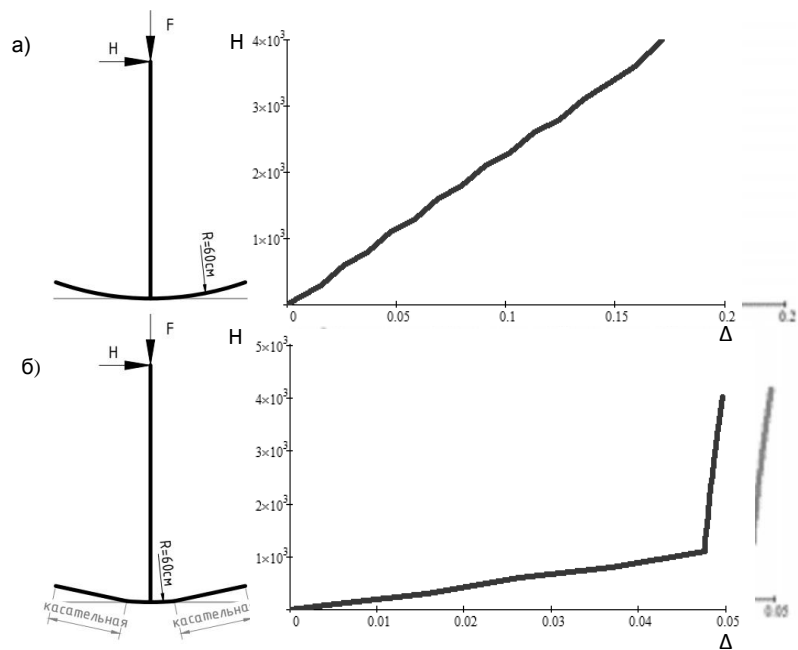 а)
F
H
R=60см
H
4×10³
3×10³
2×10³
1×10³
0
0.05
0.1
0.15
0.2
Δ
0.2
б)
F
H
R=60см
касательная
касательна
H
5×10³
4×10³
3×10³
2×10³
1×10³
0
0.01
0.02
0.03
0.04
0.05
Δ
0.05